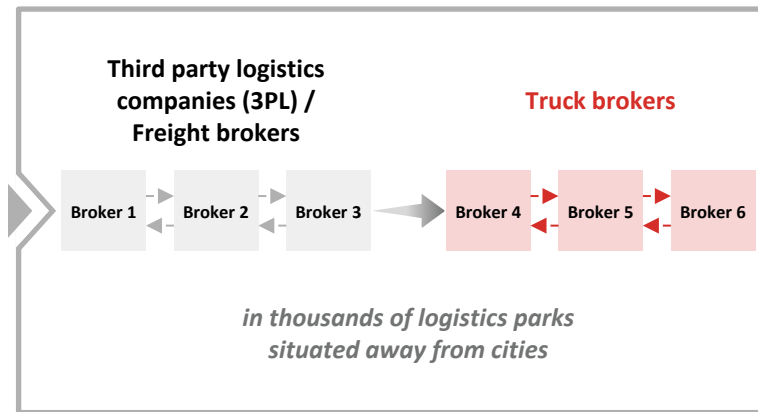 Third party logistics
companies (3PL) /
Freight brokers
Truck brokers
Broker 1
Broker 2
Broker 3
Broker 4
Broker 5
Broker 6
in thousands of logistics parks
situated away from cities